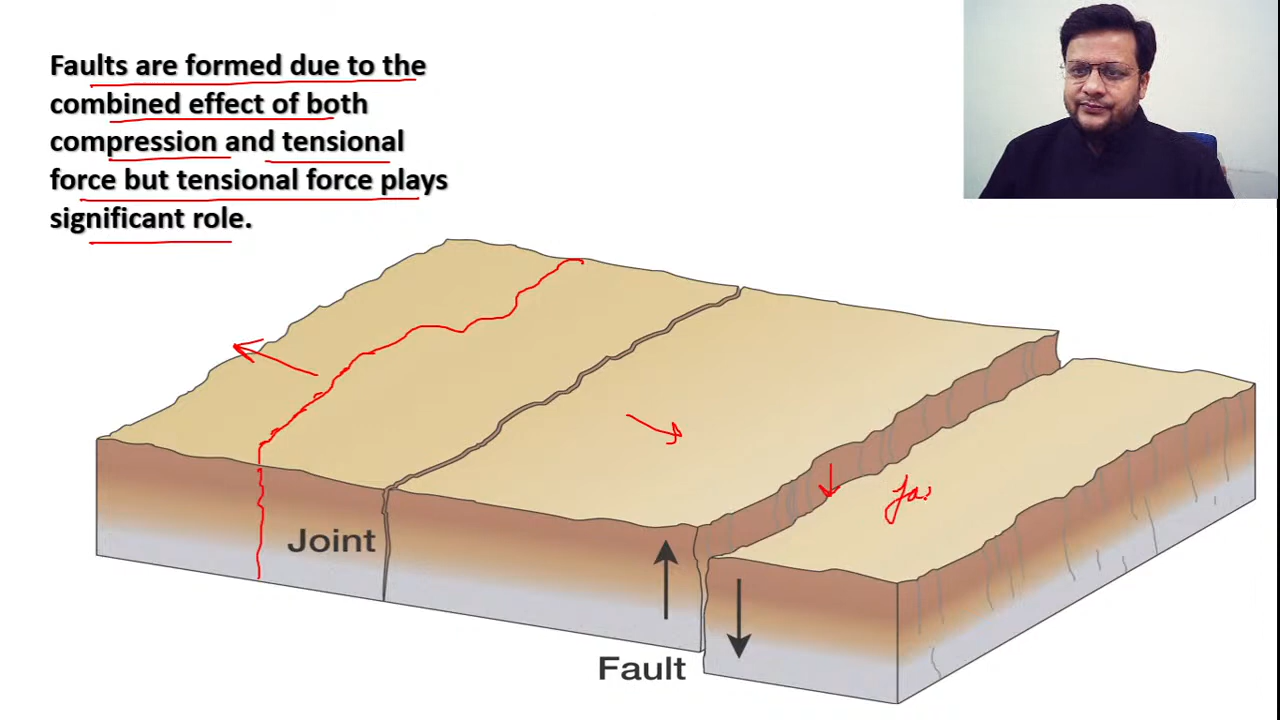 Faults are formed due to the
combined effect of both
compression and tensional
force but tensional force plays
significant role.
Joint
Fault